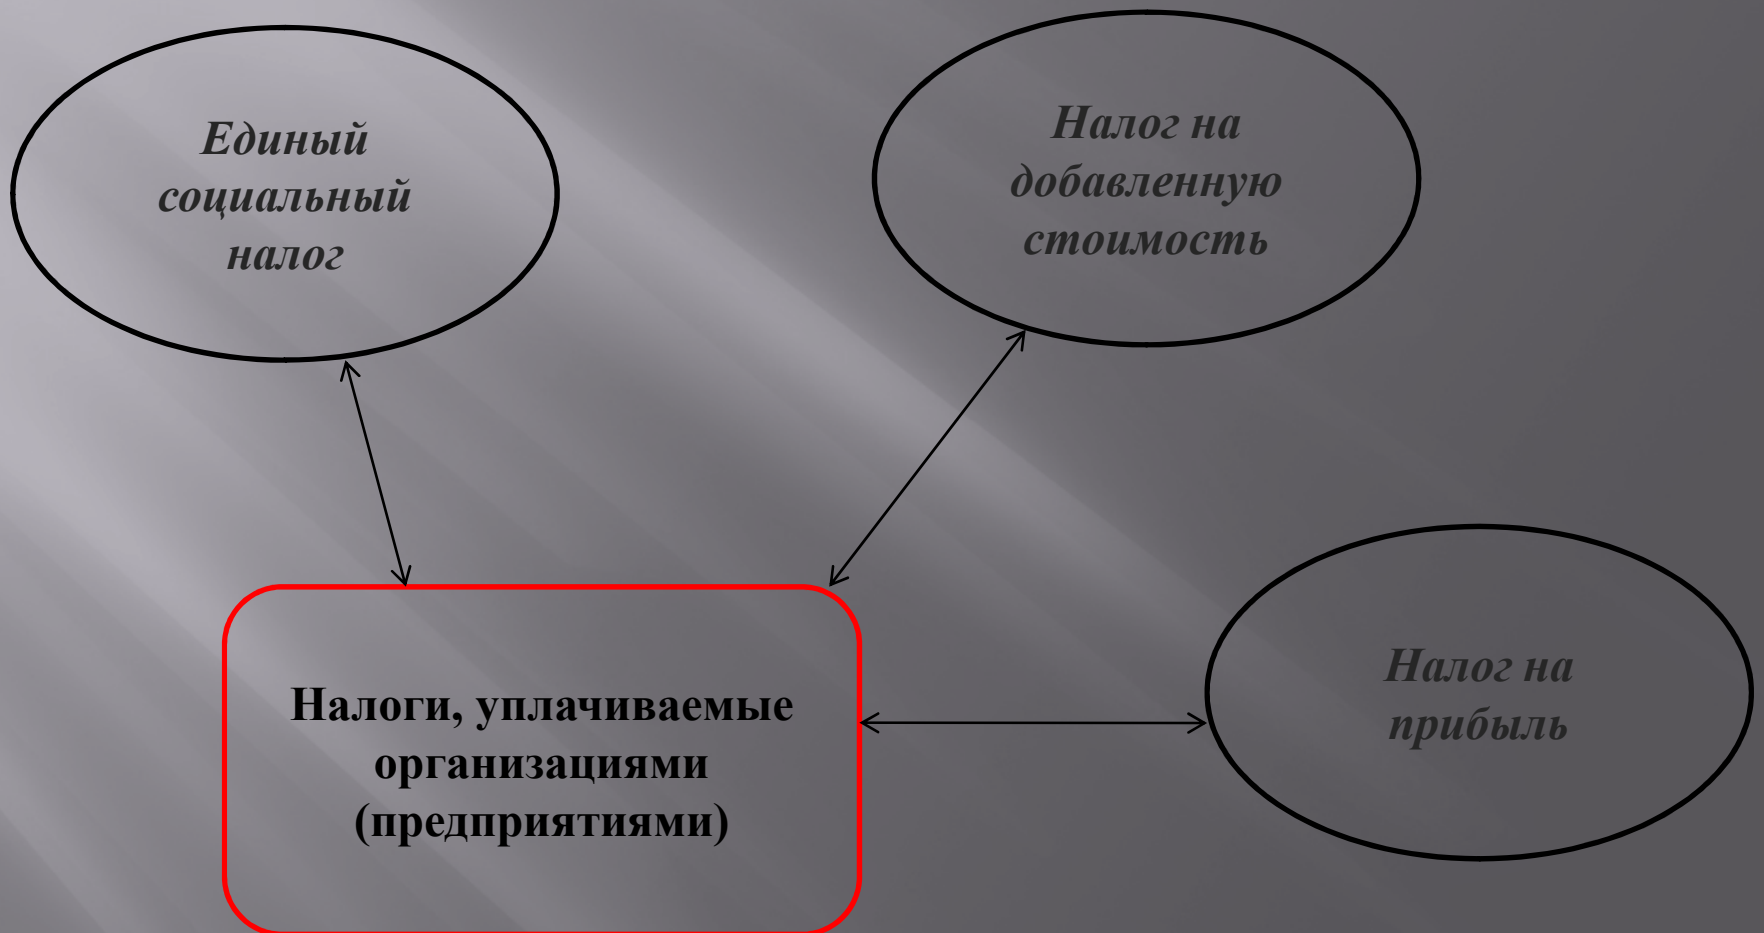 Единый
социальный
налог
Налог на
добавленную
стоимость
Налог на
прибыль
Налоги, уплачиваемые
организациями
(предприятиями)